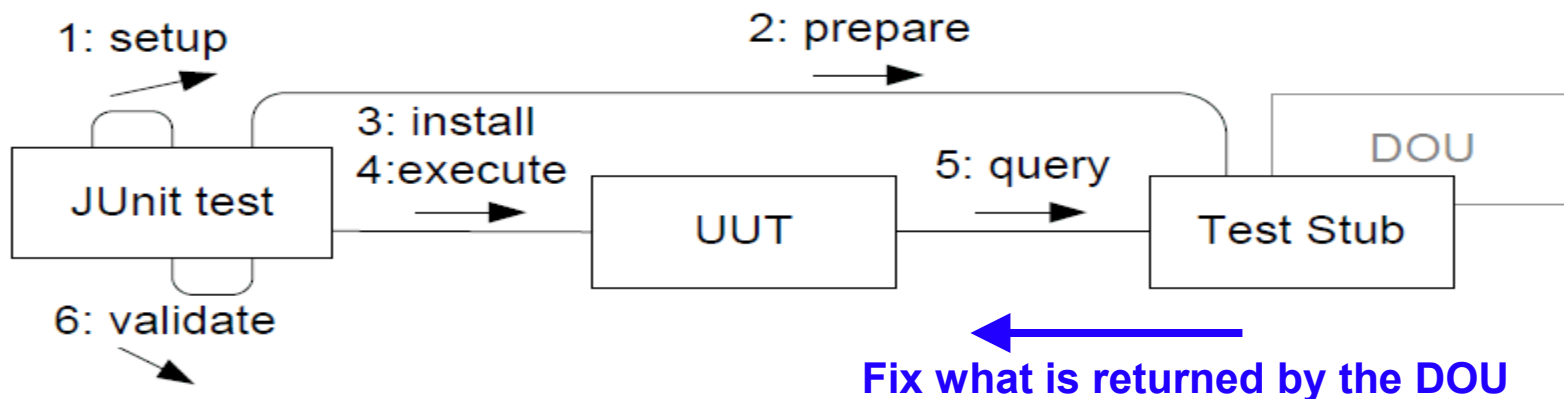 1: setup
2: prepare
3: install
4:execute
5: query
DOU
JUnit test
UUT
Test Stub
6: validate
Fix what is returned by the DOU